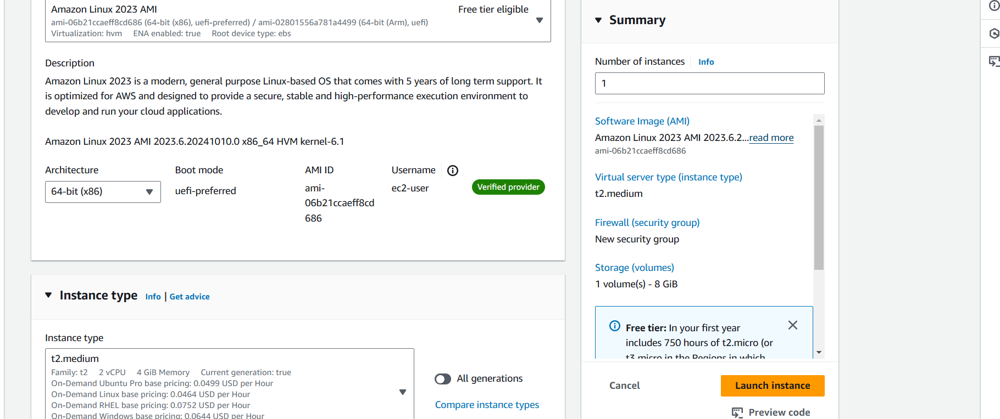 Amazon Linux 2023 AMI
Free tier eligible
ami-06b21ccaeff8cd686 (64-bit (x86), uefi-preferred) / ami-02801556a781a4499 (64-bit (Arm), uefi)
Virtualization: hvm ENA enabled: true Root device type: ebs
Description
Amazon Linux 2023 is a modern, general purpose Linux-based OS that comes with 5 years of long term support. It
is optimized for AWS and designed to provide a secure, stable and high-performance execution environment to
develop and run your cloud applications.
Amazon Linux 2023 AMI 2023.6.20241010.0 x86_64 HVM kernel-6.1
Architecture
64-bit (x86)
Boot mode
uefi-preferred
AMI ID
ami-
06b21ccaeff8cd
686
Username
ec2-user
Verified provider
Instance type Info | Get advice
Instance type
t2.medium
Family: t2 2 vCPU 4 GiB Memory Current generation: true
On-Demand Ubuntu Pro base pricing: 0.0499 USD per Hour
On-Demand Linux base pricing: 0.0464 USD per Hour
On-Demand RHEL base pricing: 0.0752 USD per Hour
On-Demand Windows base pricing: 0.0644 USD per Hour
All generations
Compare instance types
Summary
Number of instances Info
1
Software Image (AMI)
Amazon Linux 2023 AMI 2023.6.2...read more
ami-06b21ccaeff8cd686
Virtual server type (instance type)
t2.medium
Firewall (security group)
New security group
Storage (volumes)
1 volume(s) - 8 GiB
Free tier: In your first year
includes 750 hours of t2.micro (or
t3.micro in the Regions in which
Cancel
Launch instance
Preview code